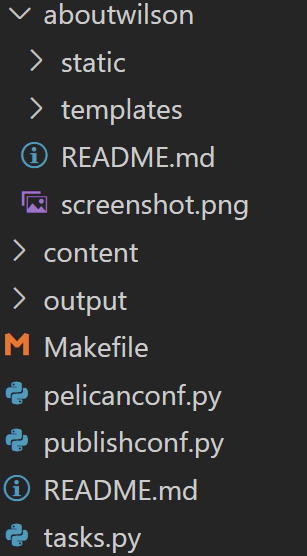 aboutwilson
static
templates
README.md
screenshot.png
content
output
Makefile
pelicanconf.py
publishconf.py
README.md
tasks.py